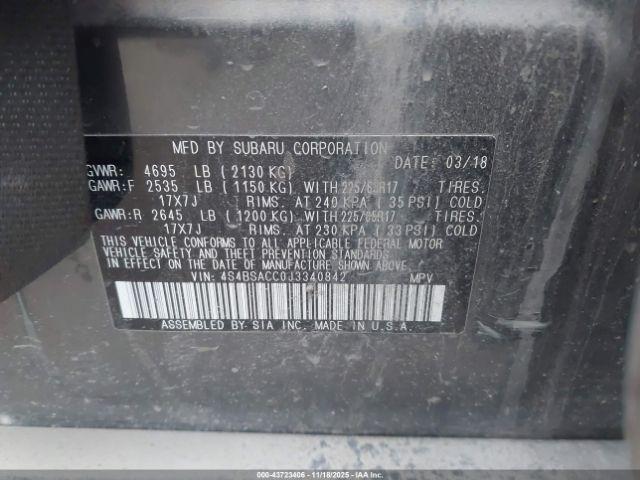 MFD BY SUBARU CORPORATION
DATE: 03/18
GVWR: 4695 LB (2130 KG)
GAWR:F 2535 LB (1150 KG) WITH 225/65R17 TIRES.
17X7J RIMS. AT 240 KPA (35 PSI) COLD
GAWR:R 2645 LB (1200 KG) WITH 225/65R17 TIRES.
17X7J RIMS. AT 230 KPA (33 PSI) COLD
THIS VEHICLE CONFORMS TO ALL APPLICABLE FEDERAL MOTOR
VEHICLE SAFETY AND THEFT PREVENTION STANDARDS IN
EFFECT ON THE DATE OF MANUFACTURE SHOWN ABOVE.
VIN: 4S4BSACC0J3340842 MPV
ASSEMBLED BY SIA INC. MADE IN U.S.A.
000-43723406 - 11/18/2025 - IAAI.com